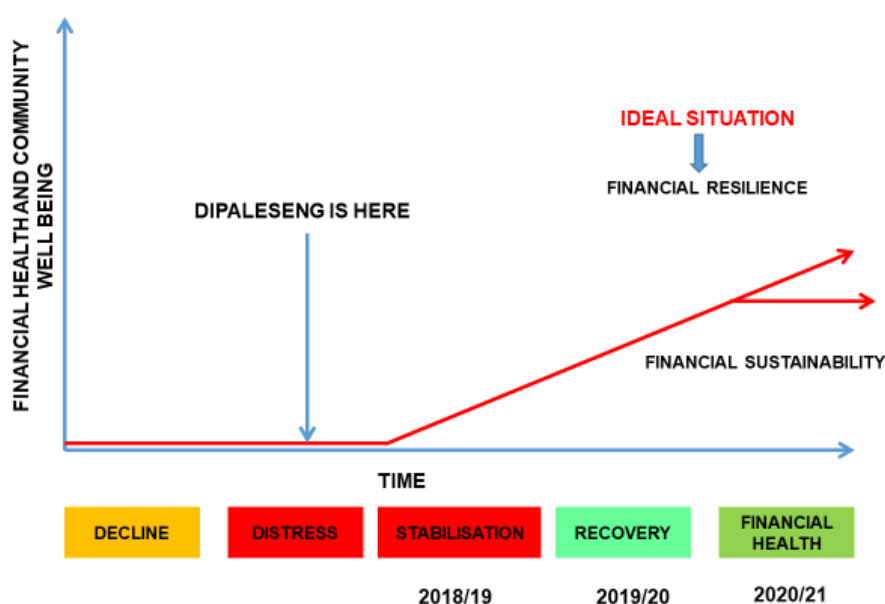 FINANCIAL HEALTH AND COMMUNITY
WELL BEING
IDEAL SITUATION
FINANCIAL RESILIENCE
DIPALESENG IS HERE
FINANCIAL SUSTAINABILITY
TIME
DECLINE
DISTRESS
STABILISATION
RECOVERY
FINANCIAL
HEALTH
2018/19
2019/20
2020/21